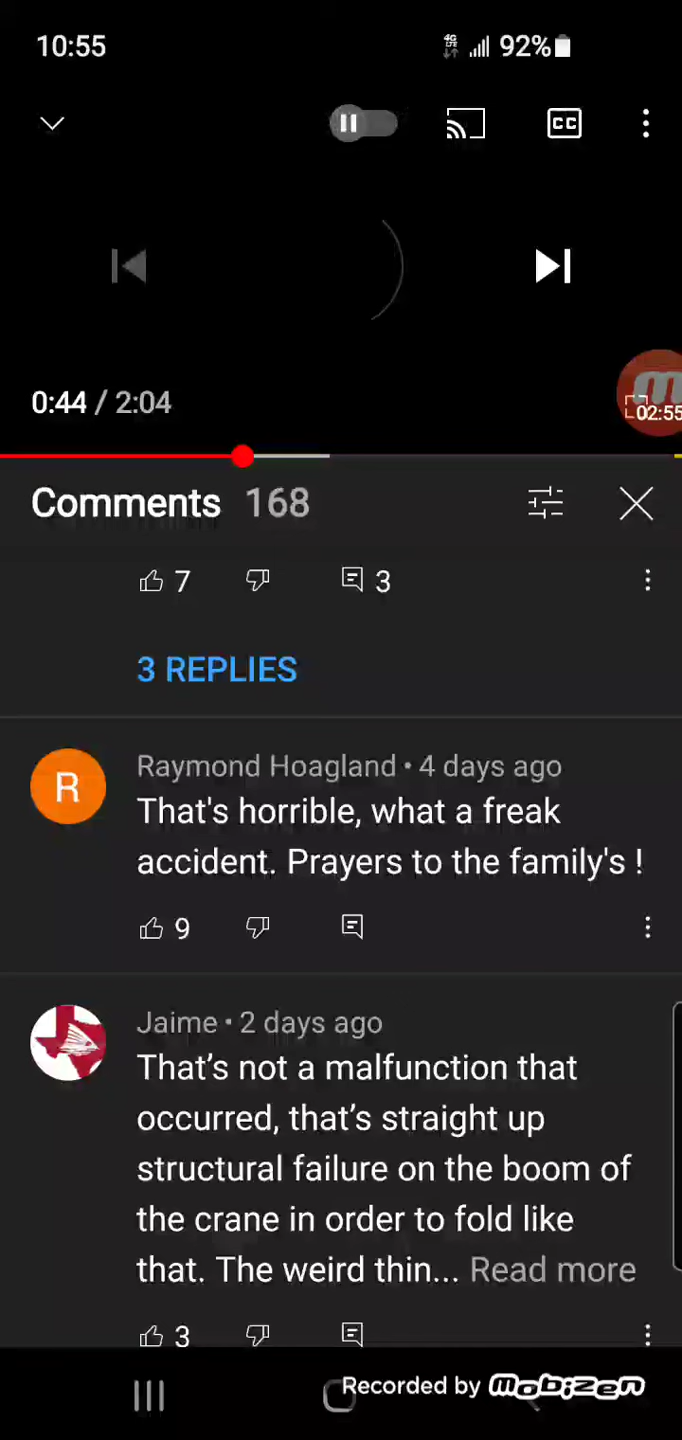 10:55
4G LTE 92%
CC
0:44 / 2:04
m
02:55
Comments 168
7 3
3 REPLIES
R
Raymond Hoagland • 4 days ago
That's horrible, what a freak
accident. Prayers to the family's !
9
Jaime • 2 days ago
That's not a malfunction that
occurred, that's straight up
structural failure on the boom of
the crane in order to fold like
that. The weird thin... Read more
3
Recorded by mobizen